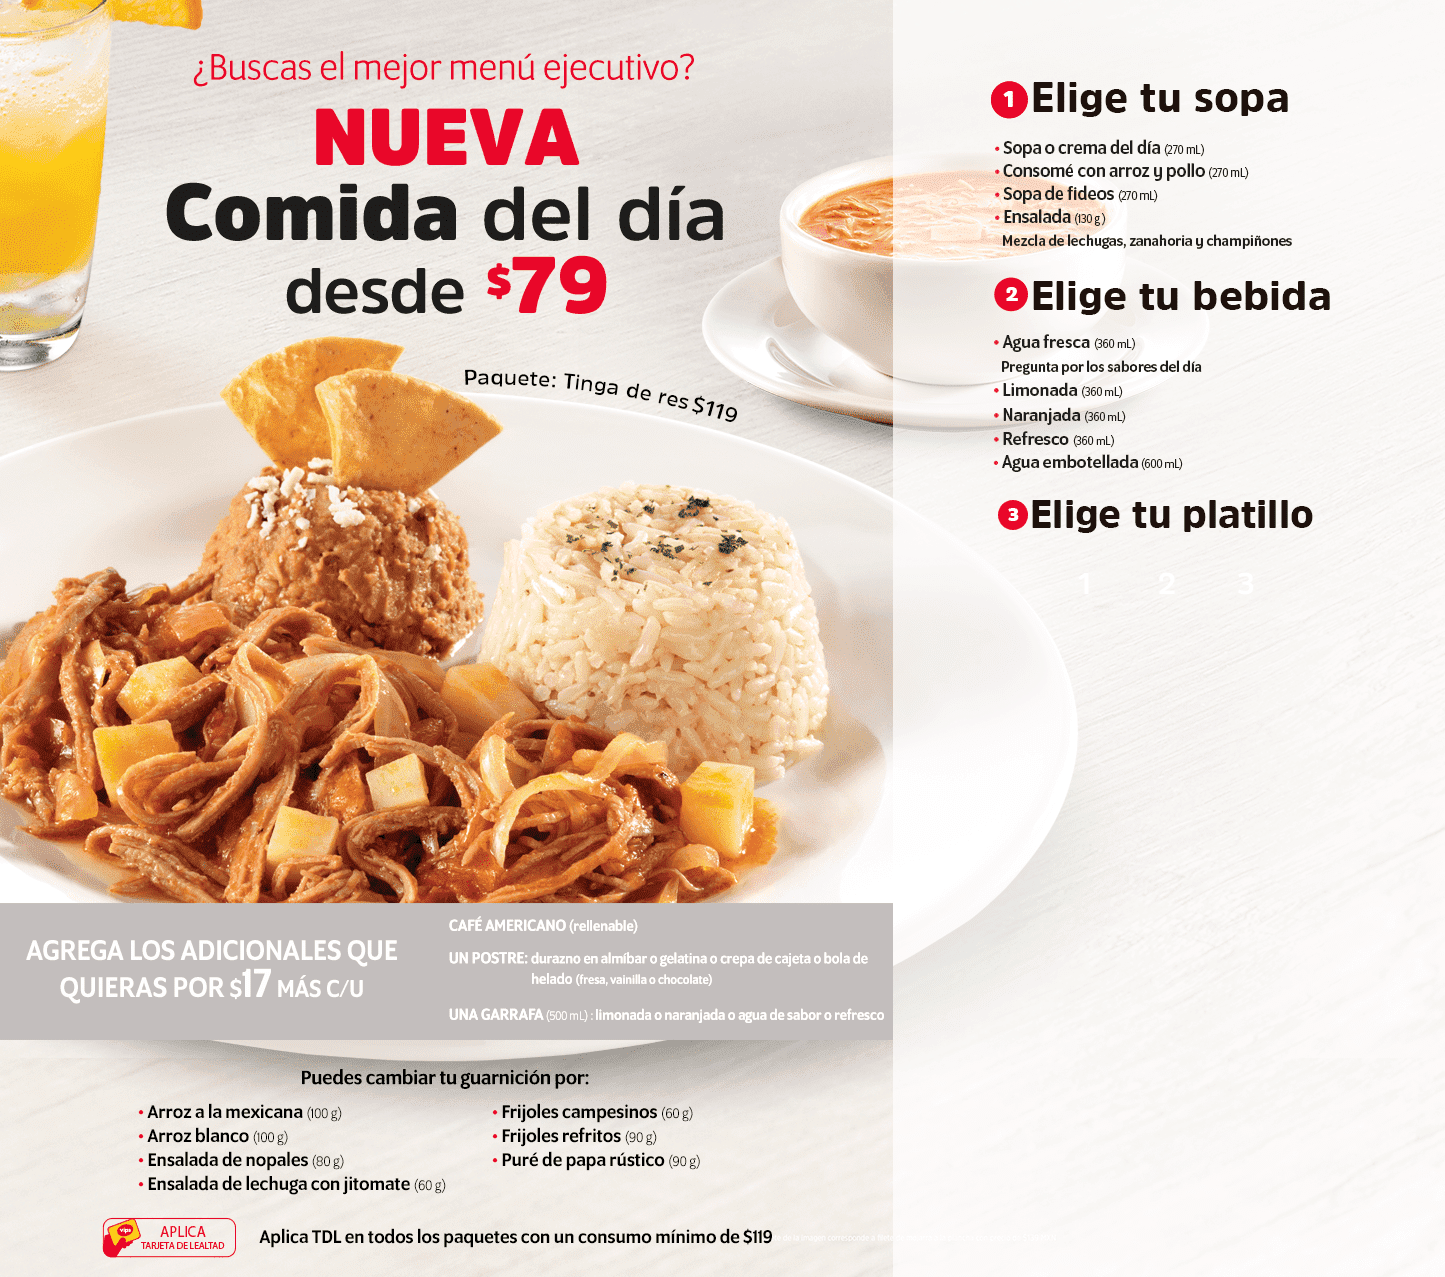 ¿Buscas el mejor menú ejecutivo?
NUEVA
Comida del día
desde $79
Paquete: Tinga de res $119
AGREGA LOS ADICIONALES QUE
QUIERAS POR $17 MÁS C/U
CAFÉ AMERICANO (rellenable)
UN POSTRE: durazno en almíbar o gelatina o crepa de cajeta o bola de
helado (fresa, vainilla o chocolate)
UNA GARRAFA (500 mL) : limonada o naranjada o agua de sabor o refresco
Puedes cambiar tu guarnición por:
• Arroz a la mexicana (100 g)
• Arroz blanco (100 g)
• Ensalada de nopales (80 g)
• Ensalada de lechuga con jitomate (60 g)
• Frijoles campesinos (60 g)
• Frijoles refritos (90 g)
• Puré de papa rústico (90 g)
vips
APLICA
TARJETA DE LEALTAD
Aplica TDL en todos los paquetes con un consumo mínimo de $119
1 Elige tu sopa
• Sopa o crema del día (270 mL)
• Consomé con arroz y pollo (270 mL)
• Sopa de fideos (270 mL)
• Ensalada (130 g)
Mezcla de lechugas, zanahoria y champiñones
2 Elige tu bebida
• Agua fresca (360 mL)
Pregunta por los sabores del día
• Limonada (360 mL)
• Naranjada (360 mL)
• Refresco (360 mL)
• Agua embotellada (600 mL)
3 Elige tu platillo
1 2 3